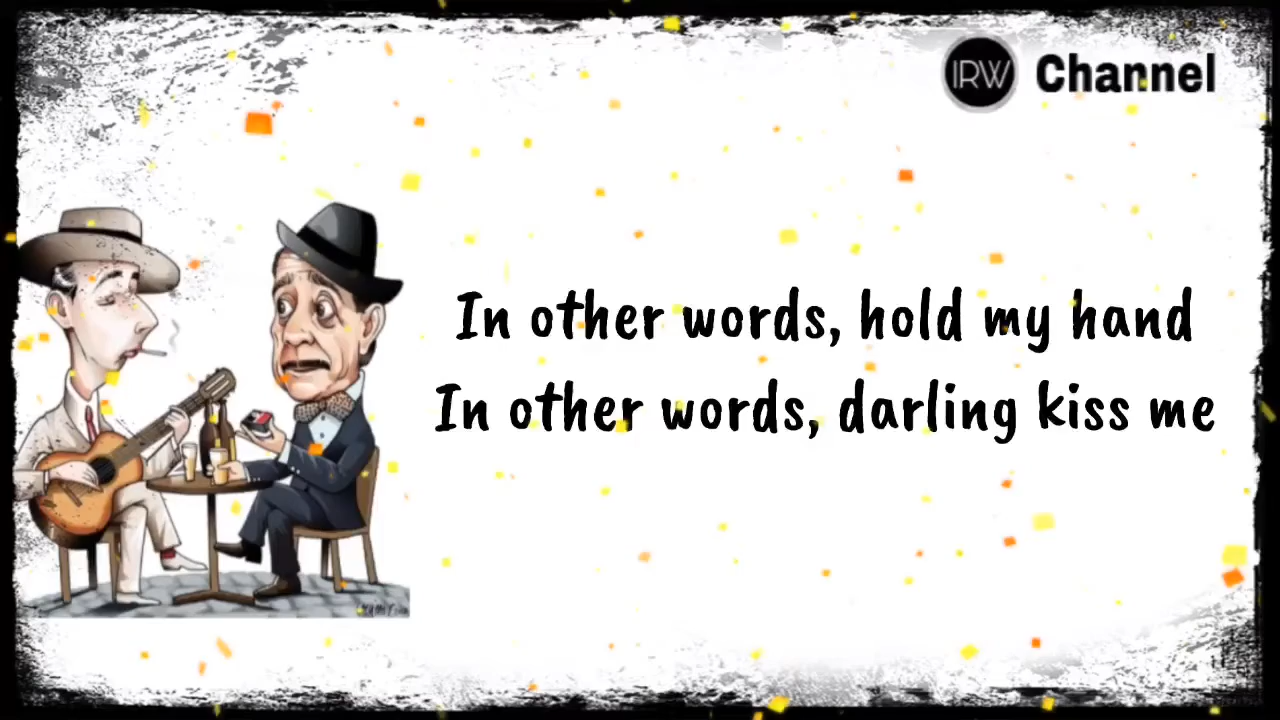 IRW Channel
In other words, hold my hand
In other words, darling kiss me